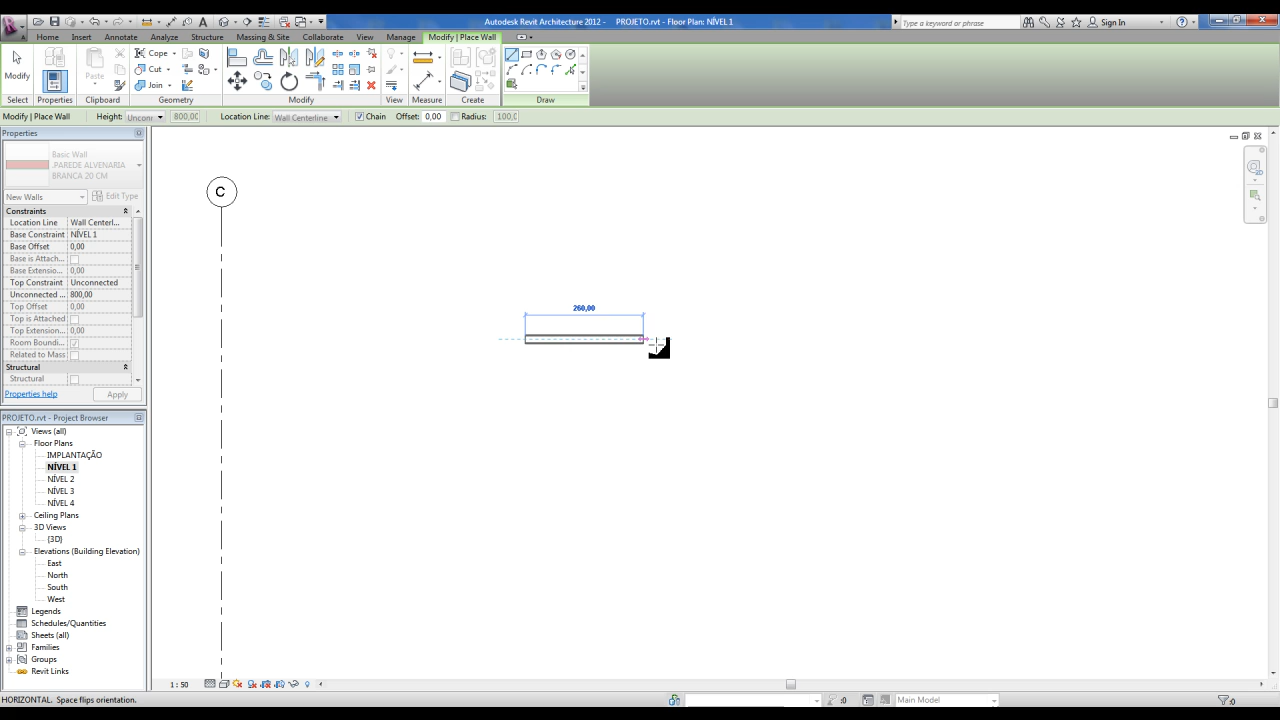 Autodesk Revit Architecture 2012 - PROJETO.rvt - Floor Plan: NÍVEL 1
Type a keyword or phrase
Sign In
Home Insert Annotate Analyze Structure Massing & Site Collaborate View Manage Modify | Place Wall
Modify
Paste
Cope
Cut
Join
Select Properties Clipboard Geometry Modify View Measure Create Draw
Modify | Place Wall Height: Uncon 800,00 Location Line: Wall Centerline Chain Offset: 0,00 Radius: 100,0
Properties
Basic Wall
.PAREDE ALVENARIA
BRANCA 20 CM
New Walls Edit Type
Constraints
Location Line Wall Centerl...
Base Constraint NÍVEL 1
Base Offset 0,00
Base is Attach...
Base Extensio... 0,00
Top Constraint Unconnected
Unconnected ... 800,00
Top Offset 0,00
Top is Attached
Top Extension... 0,00
Room Boundi...
Related to Mass
Structural
Structural
Properties help Apply
PROJETO.rvt - Project Browser
Views (all)
Floor Plans
IMPLANTAÇÃO
NÍVEL 1
NÍVEL 2
NÍVEL 3
NÍVEL 4
Ceiling Plans
3D Views
{3D}
Elevations (Building Elevation)
East
North
South
West
Legends
Schedules/Quantities
Sheets (all)
Families
Groups
Revit Links
C
260,00
1 : 50
HORIZONTAL. Space flips orientation.
:0
Main Model
:0